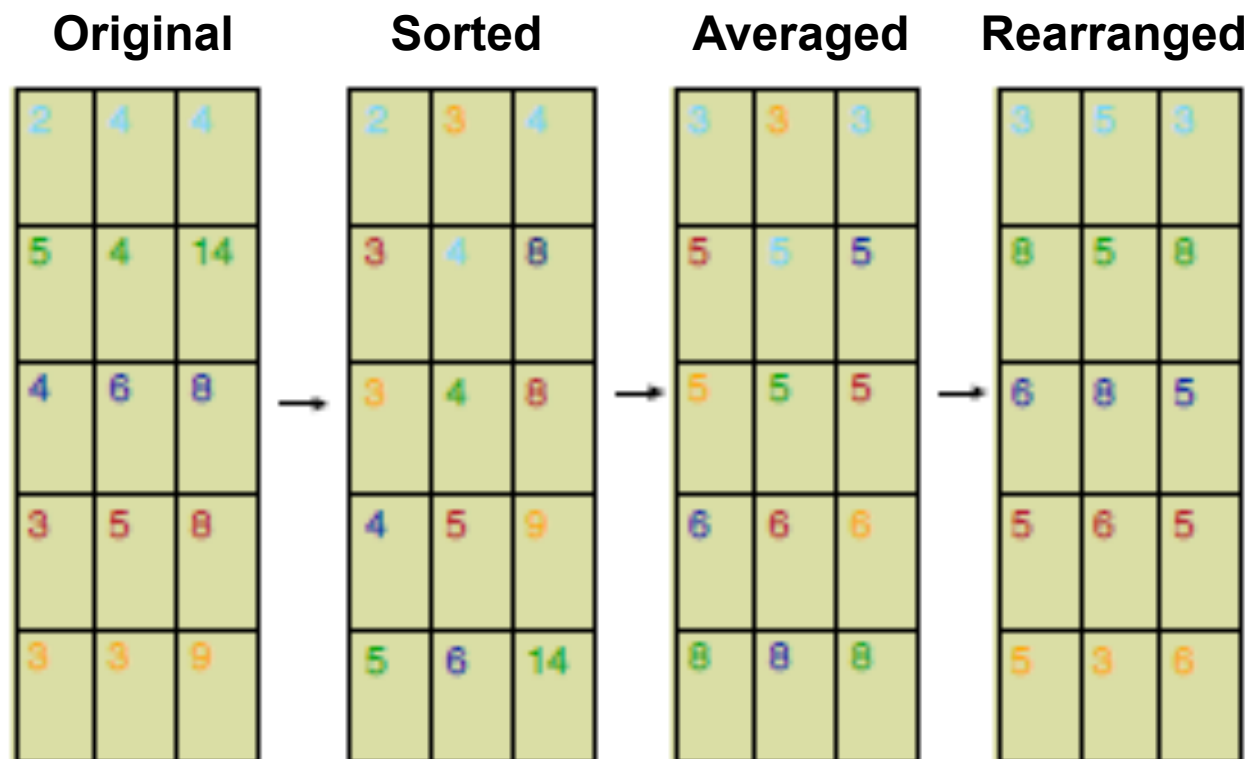 Original Sorted Averaged Rearranged
2 4 4 2 3 4 3 3 3 3 5 3
5 4 14 3 4 8 5 5 5 8 5 8
4 6 8 3 4 8 5 5 5 6 8 5
3 5 8 4 5 9 6 6 6 5 6 5
3 3 9 5 6 14 8 8 8 5 3 6